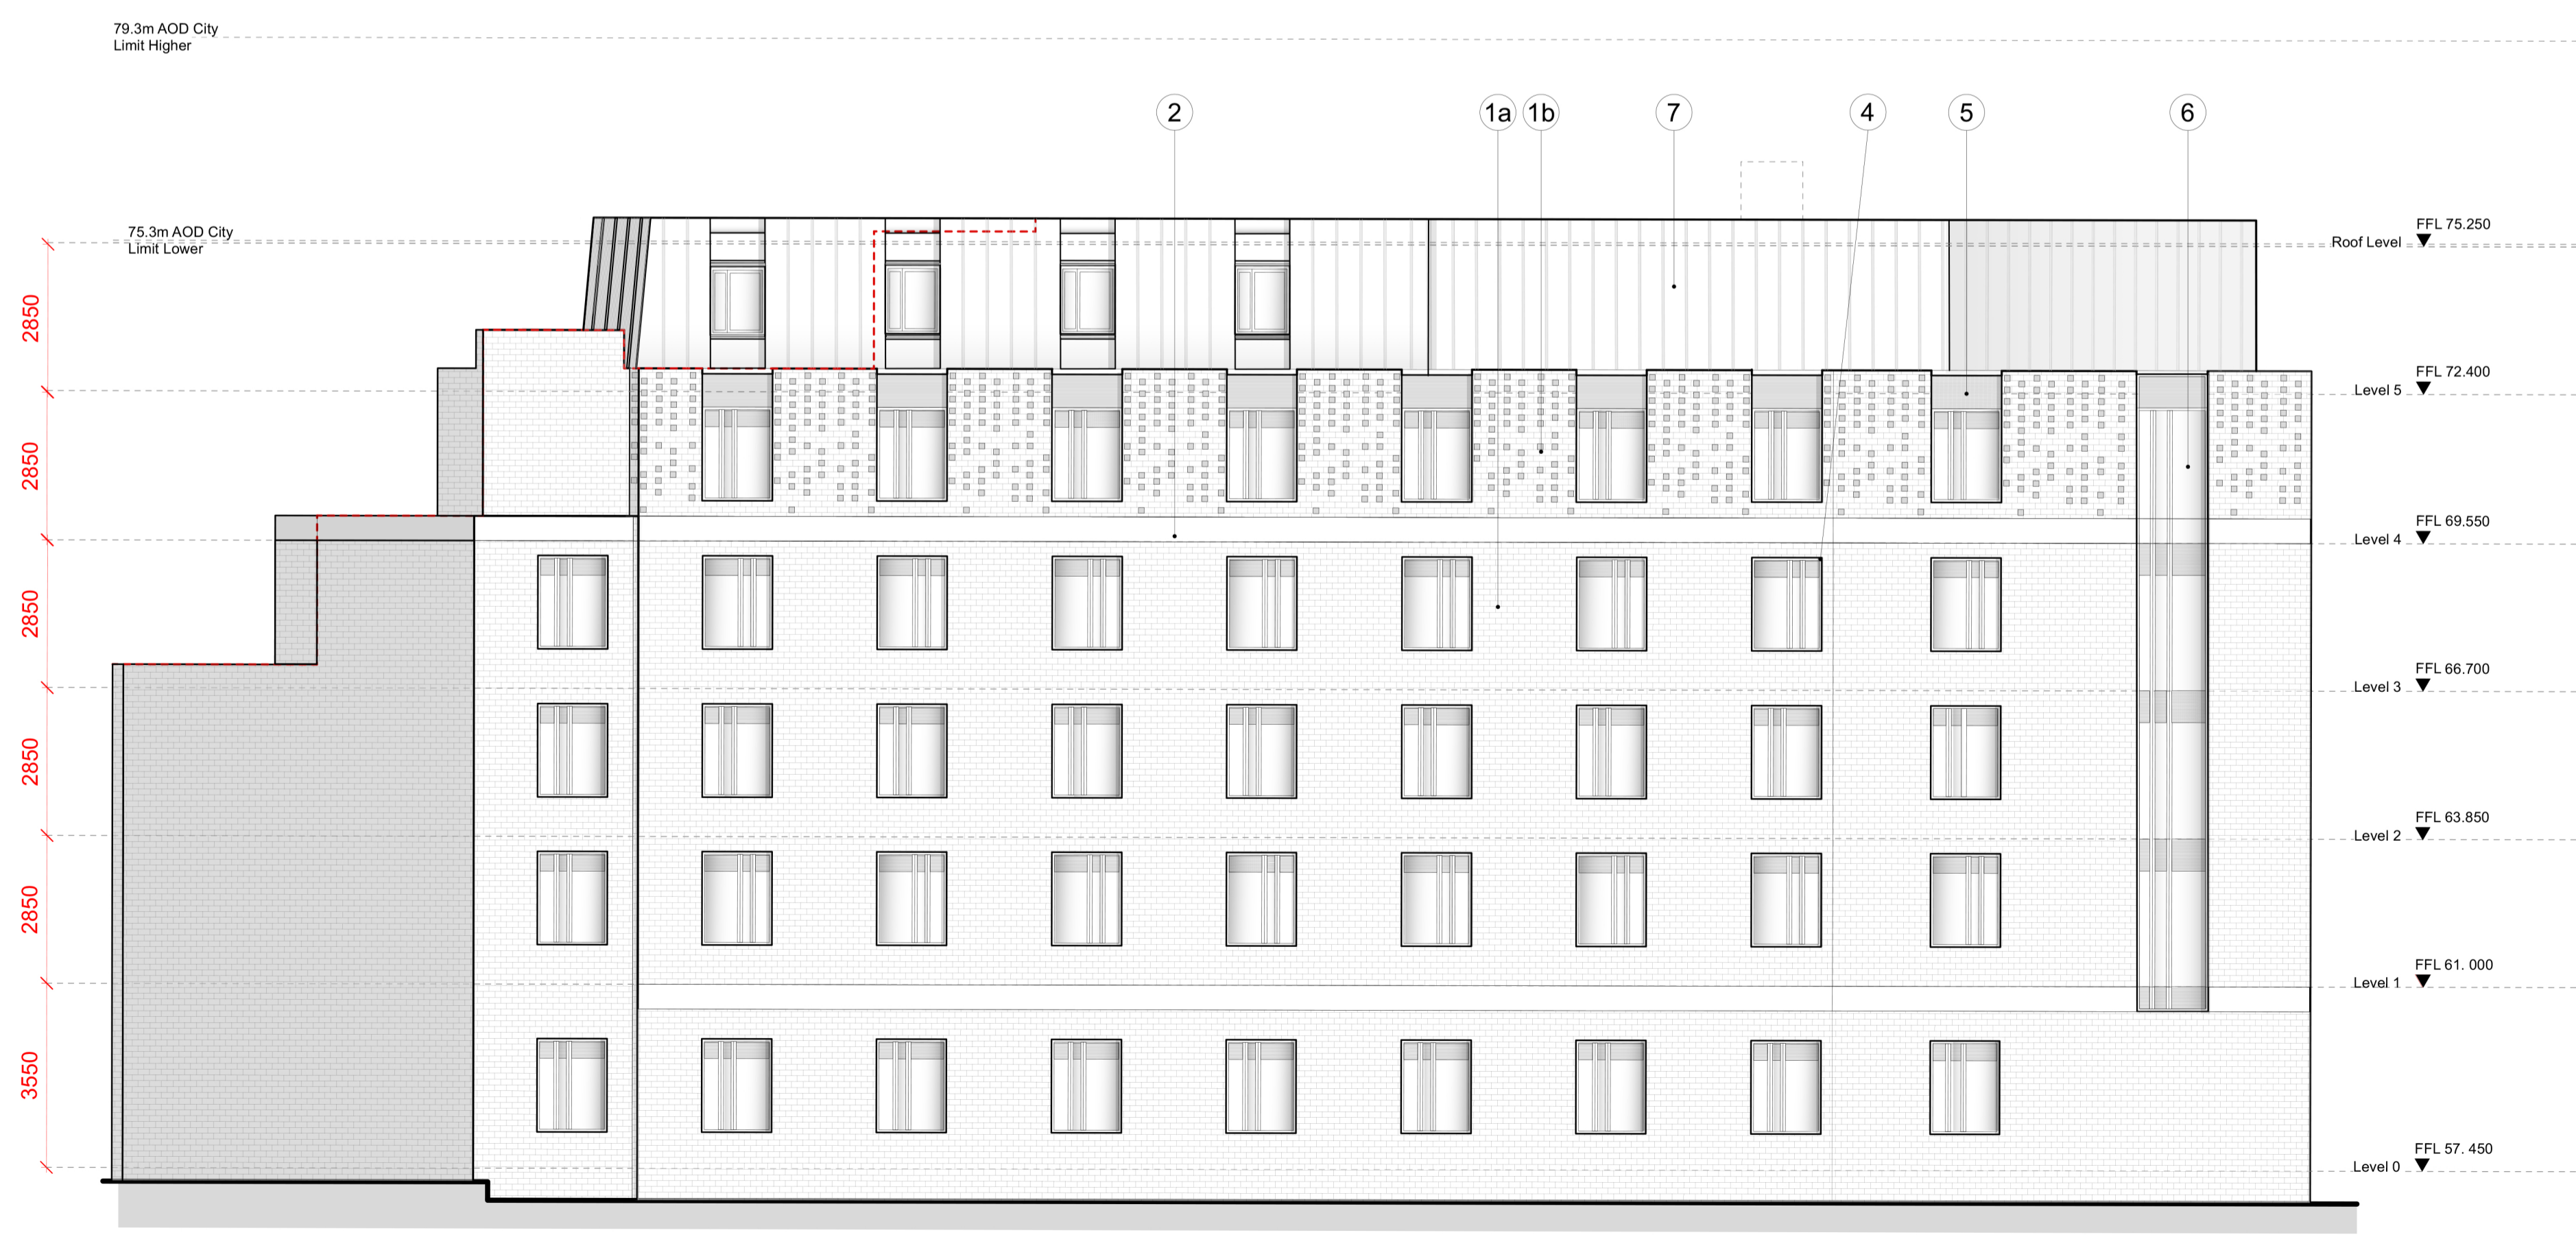 79.3m AOD City
Limit Higher
2
1a
1b
7
4
5
6
75.3m AOD City
Limit Lower
FFL 75.250
Roof Level
2850
FFL 72.400
Level 5
2850
FFL 69.550
Level 4
2850
FFL 66.700
Level 3
2850
FFL 63.850
Level 2
2850
FFL 61. 000
Level 1
3550
FFL 57. 450
Level 0